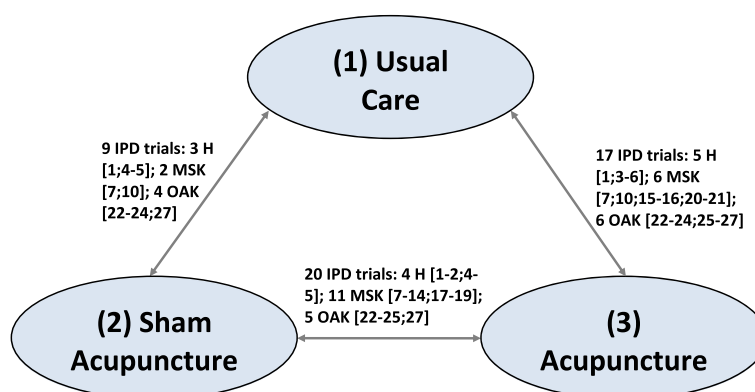 (1) Usual
Care
9 IPD trials: 3 H
[1;4-5]; 2 MSK
[7;10]; 4 OAK
[22-24;27]
17 IPD trials: 5 H
[1;3-6]; 6 MSK
[7;10;15-16;20-21];
6 OAK [22-24;25-27]
20 IPD trials: 4 H [1-2;4-
5]; 11 MSK [7-14;17-19];
5 OAK [22-25;27]
(2) Sham
Acupuncture
(3)
Acupuncture